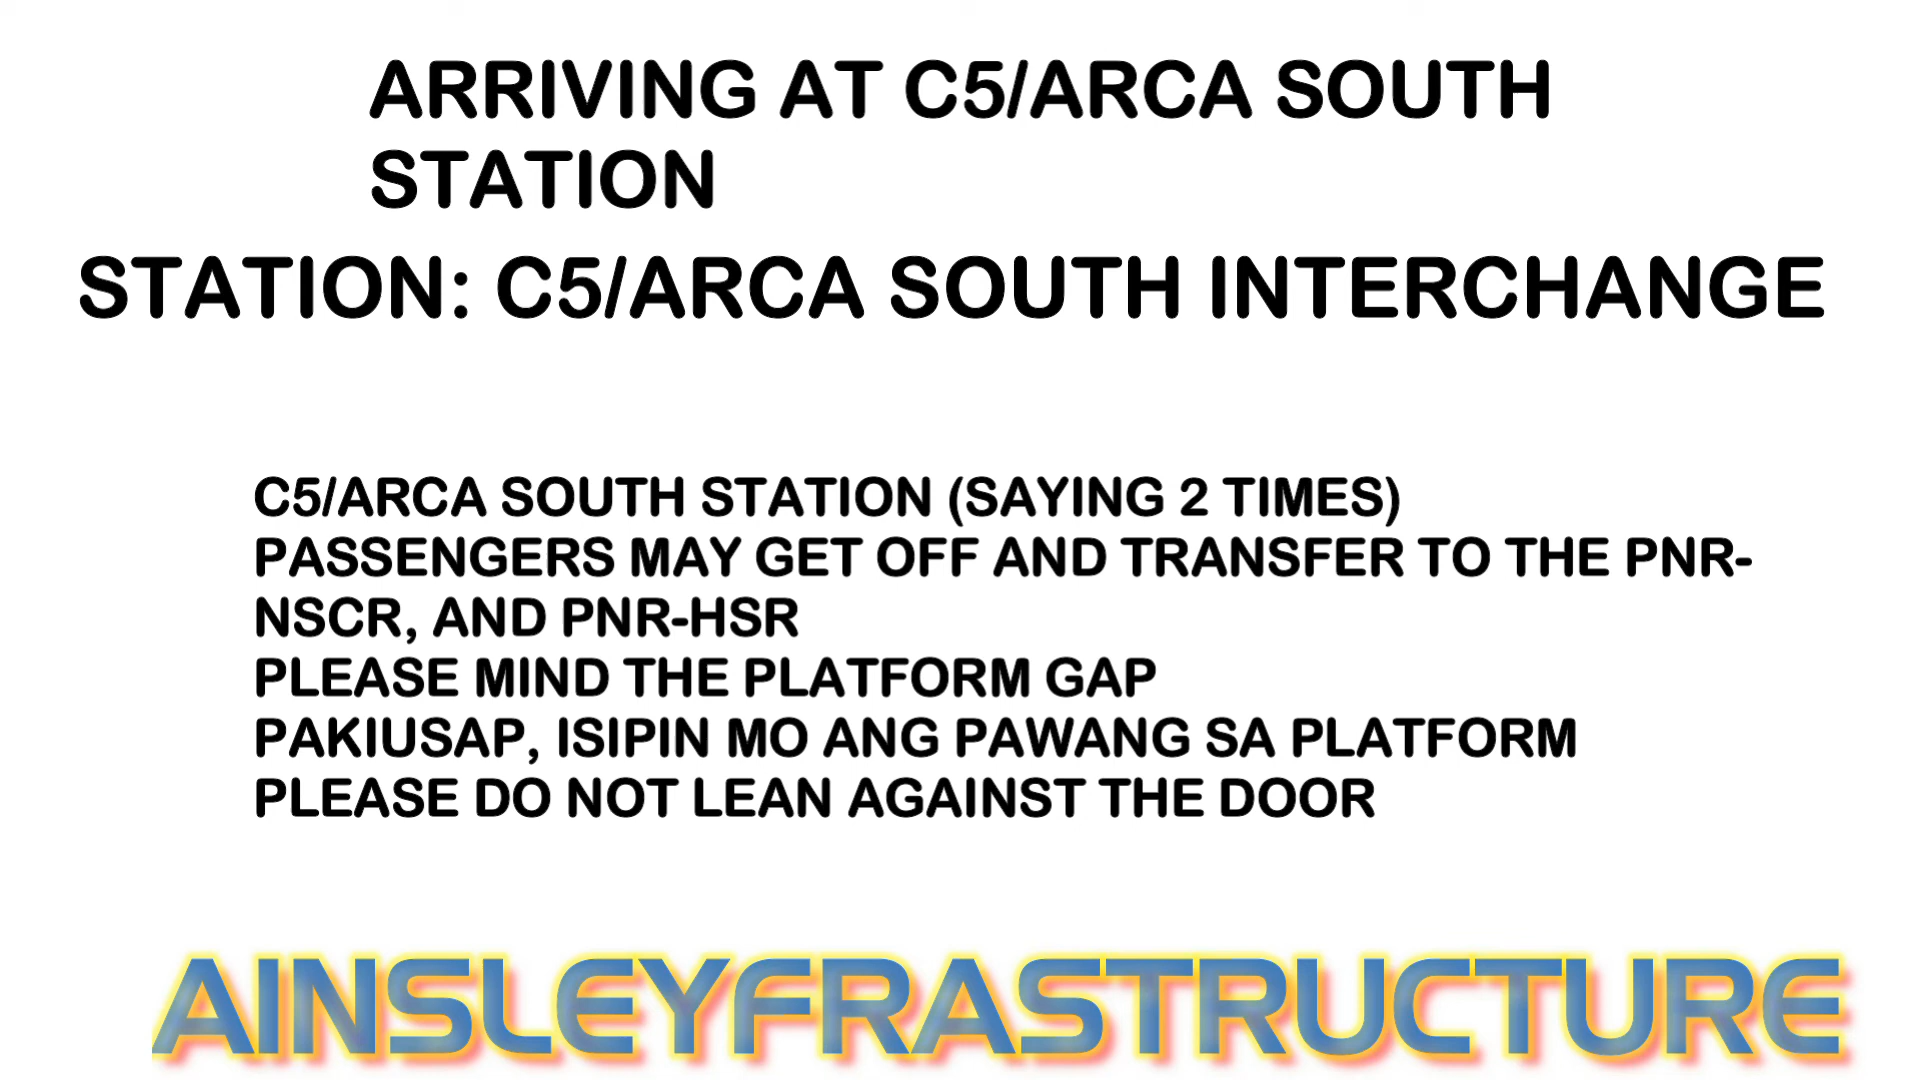 ARRIVING AT C5/ARCA SOUTH
STATION
STATION: C5/ARCA SOUTH INTERCHANGE
C5/ARCA SOUTH STATION (SAYING 2 TIMES)
PASSENGERS MAY GET OFF AND TRANSFER TO THE PNR-
NSCR, AND PNR-HSR
PLEASE MIND THE PLATFORM GAP
PAKIUSAP, ISIPIN MO ANG PAWANG SA PLATFORM
PLEASE DO NOT LEAN AGAINST THE DOOR
AINSLEYFRASTRUCTURE